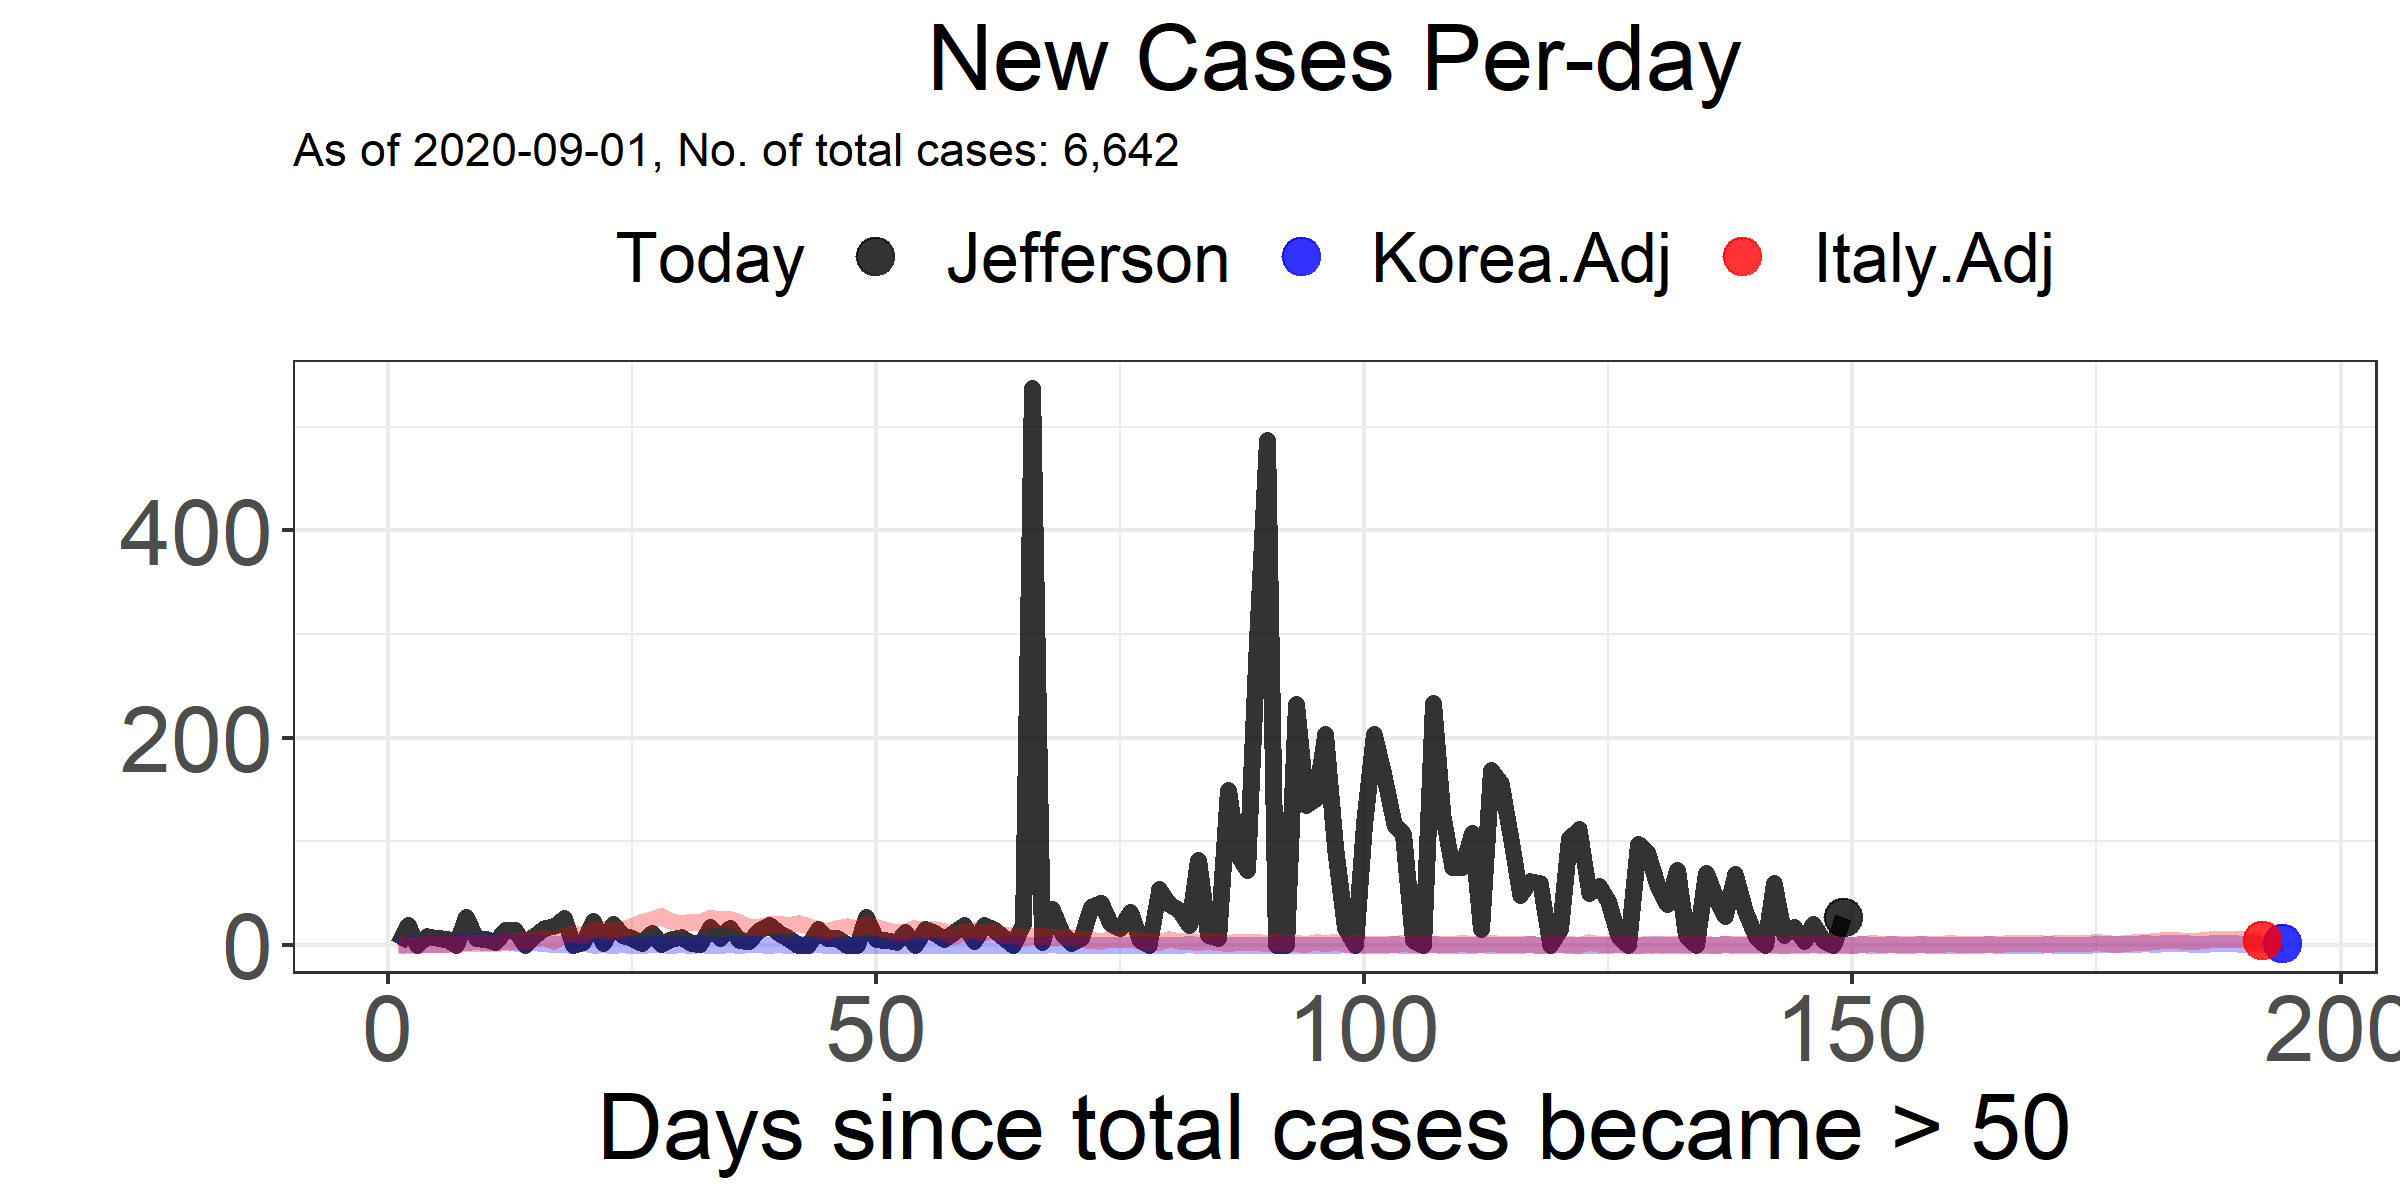 New Cases Per-day
As of 2020-09-01, No. of total cases: 6,642
Today Jefferson Korea.Adj Italy.Adj
400
200
0
0 50 100 150 200
Days since total cases became > 50